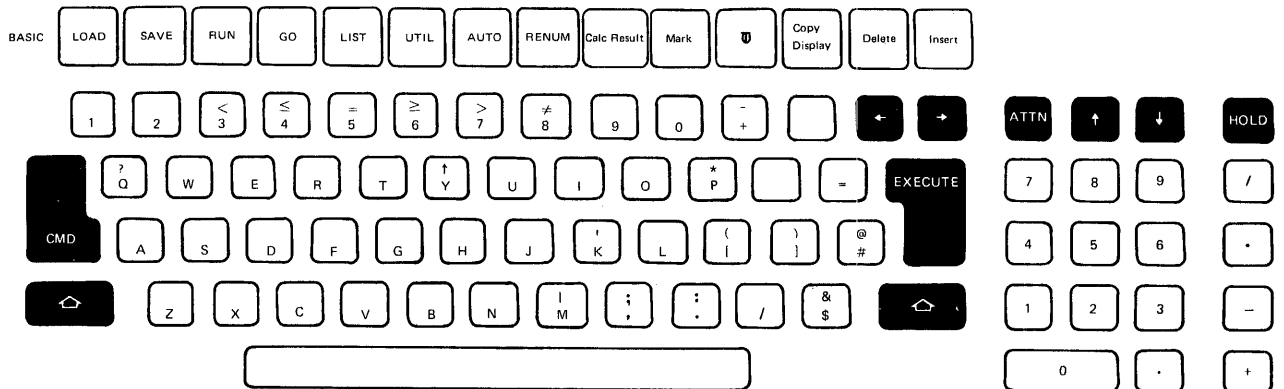 BASIC LOAD SAVE RUN GO LIST UTIL AUTO RENUM Calc Result Mark Copy Display Delete Insert
1 2 < 3 ≤ 4 = 5 ≥ 6 > 7 ≠ 8 9 0 - + ← → ATTN ↑ ↓ HOLD
? Q W E R T ↑ Y U I O * P = EXECUTE 7 8 9 /
CMD A S D F G H J ' K L ( [ ) ] @ # 4 5 6
Z X C V B N | M ; , : . / & $ 1 2 3 −
0 . +